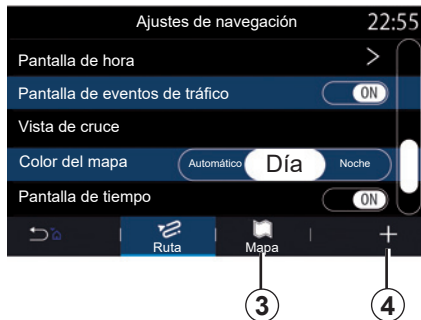 Ajustes de navegación 22:55
Pantalla de hora >
Pantalla de eventos de tráfico ON
Vista de cruce
Color del mapa Automático Día Noche
Pantalla de tiempo ON
Ruta Mapa +
3 4